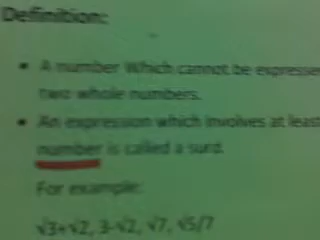 Definition:
A number Which cannot be expresse
two whole numbers.
An expression which involves at least
number is called a surd.
For example:
√3+√2, 3-√2, √7, √5/7